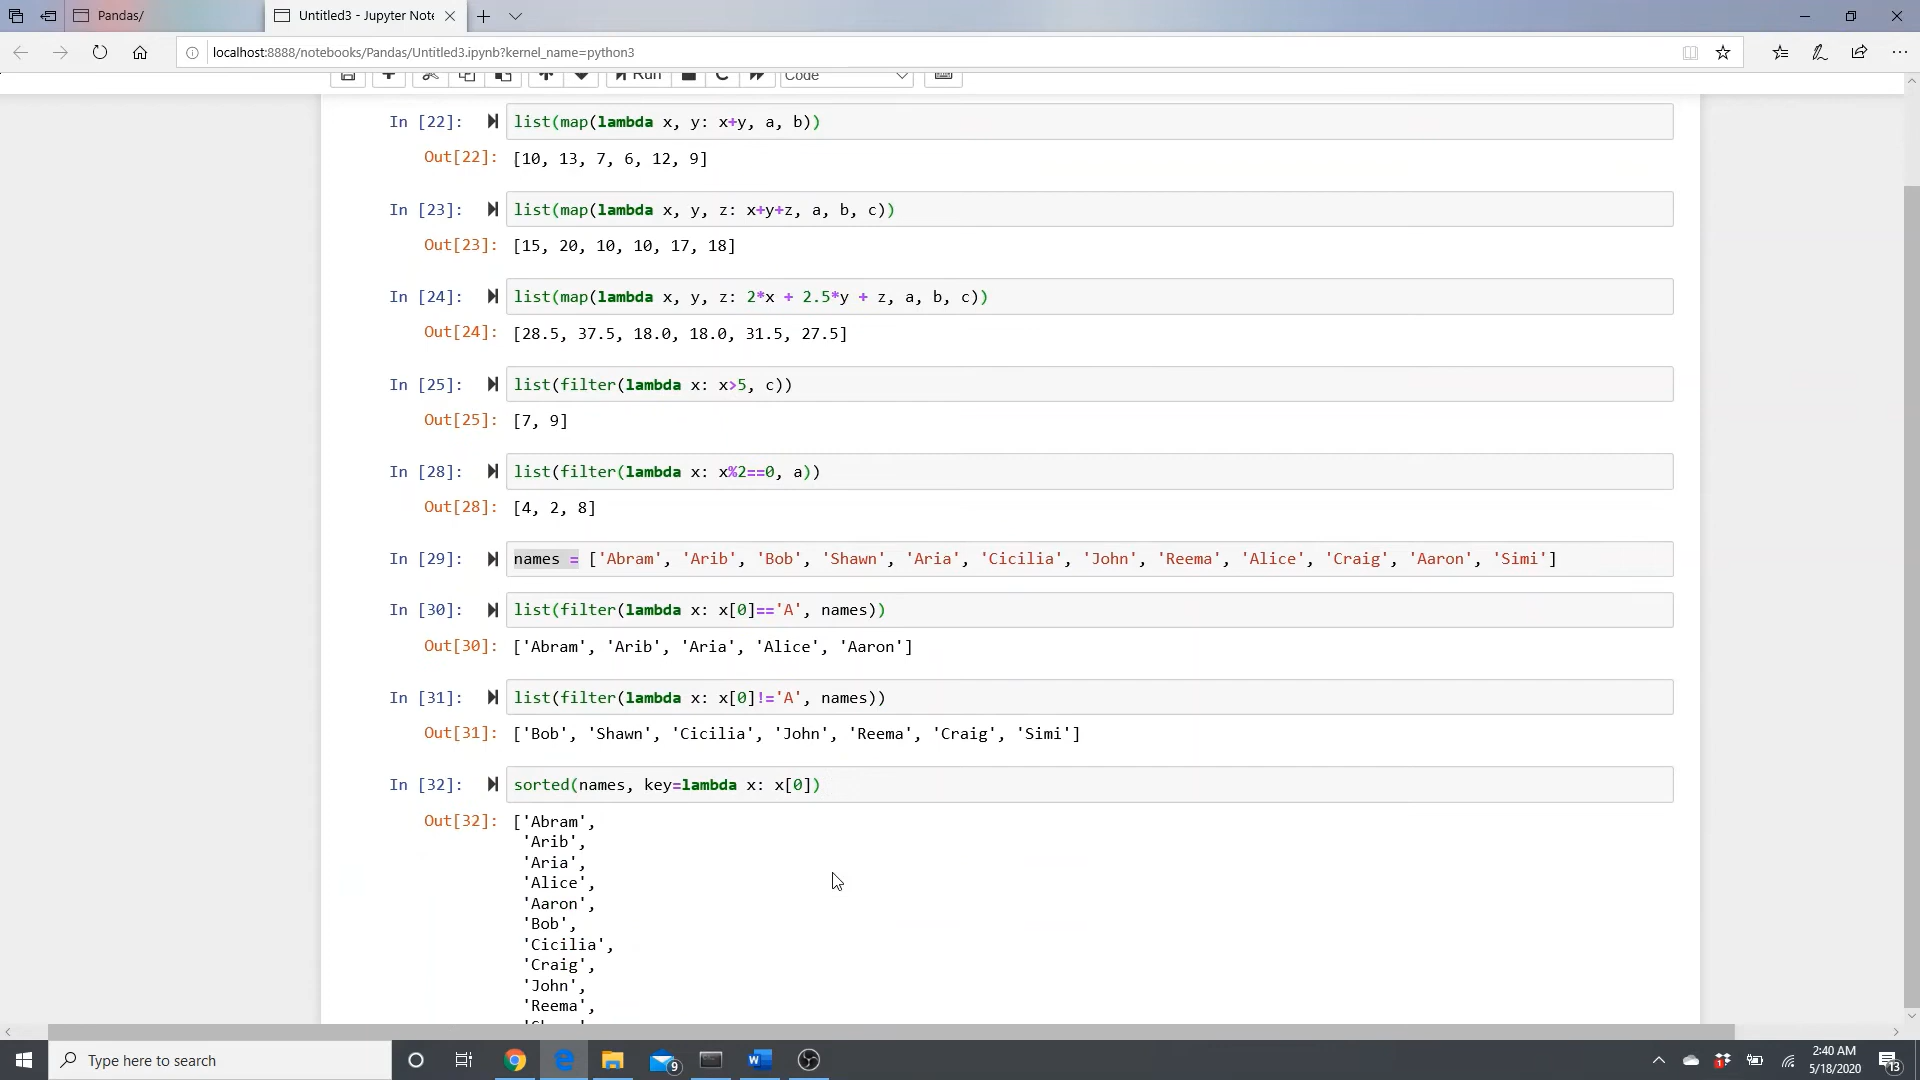 Pandas/
Untitled3 - Jupyter Note
localhost:8888/notebooks/Pandas/Untitled3.ipynb?kernel_name=python3
Run
Code
In [22]: list(map(lambda x, y: x+y, a, b))
Out[22]: [10, 13, 7, 6, 12, 9]
In [23]: list(map(lambda x, y, z: x+y+z, a, b, c))
Out[23]: [15, 20, 10, 10, 17, 18]
In [24]: list(map(lambda x, y, z: 2*x + 2.5*y + z, a, b, c))
Out[24]: [28.5, 37.5, 18.0, 18.0, 31.5, 27.5]
In [25]: list(filter(lambda x: x>5, c))
Out[25]: [7, 9]
In [28]: list(filter(lambda x: x%2==0, a))
Out[28]: [4, 2, 8]
In [29]: names = ['Abram', 'Arib', 'Bob', 'Shawn', 'Aria', 'Cicilia', 'John', 'Reema', 'Alice', 'Craig', 'Aaron', 'Simi']
In [30]: list(filter(lambda x: x[0]=='A', names))
Out[30]: ['Abram', 'Arib', 'Aria', 'Alice', 'Aaron']
In [31]: list(filter(lambda x: x[0]!='A', names))
Out[31]: ['Bob', 'Shawn', 'Cicilia', 'John', 'Reema', 'Craig', 'Simi']
In [32]: sorted(names, key=lambda x: x[0])
Out[32]: ['Abram',
'Arib',
'Aria',
'Alice',
'Aaron',
'Bob',
'Cicilia',
'Craig',
'John',
'Reema',
Type here to search
9
1
2:40 AM
5/18/2020
13